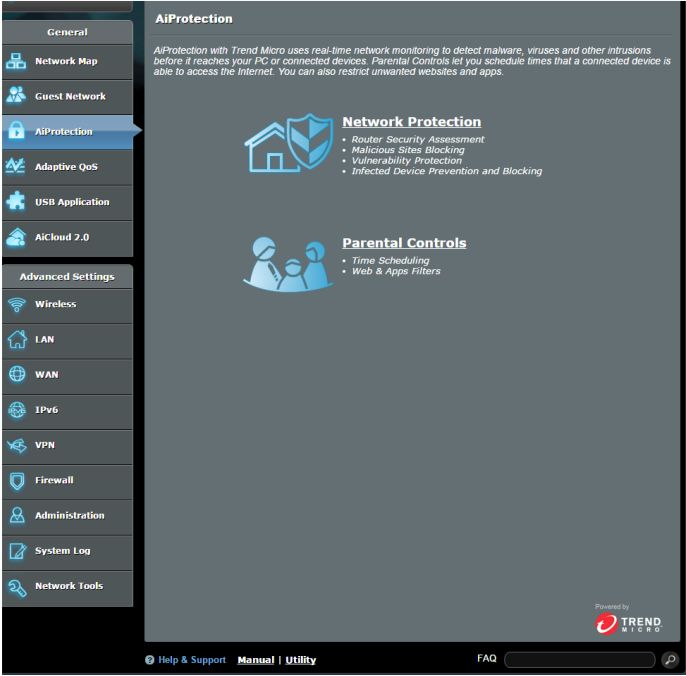 General
Network Map
Guest Network
AiProtection
Adaptive QoS
USB Application
AiCloud 2.0
Advanced Settings
Wireless
LAN
WAN
IPv6
VPN
Firewall
Administration
System Log
Network Tools
AiProtection
AiProtection with Trend Micro uses real-time network monitoring to detect malware, viruses and other intrusions
before it reaches your PC or connected devices. Parental Controls let you schedule times that a connected device is
able to access the Internet. You can also restrict unwanted websites and apps.
Network Protection
• Router Security Assessment
• Malicious Sites Blocking
• Vulnerability Protection
• Infected Device Prevention and Blocking
Parental Controls
• Time Scheduling
• Web & Apps Filters
Powered by
TREND
MICRO
Help & Support Manual | Utility FAQ